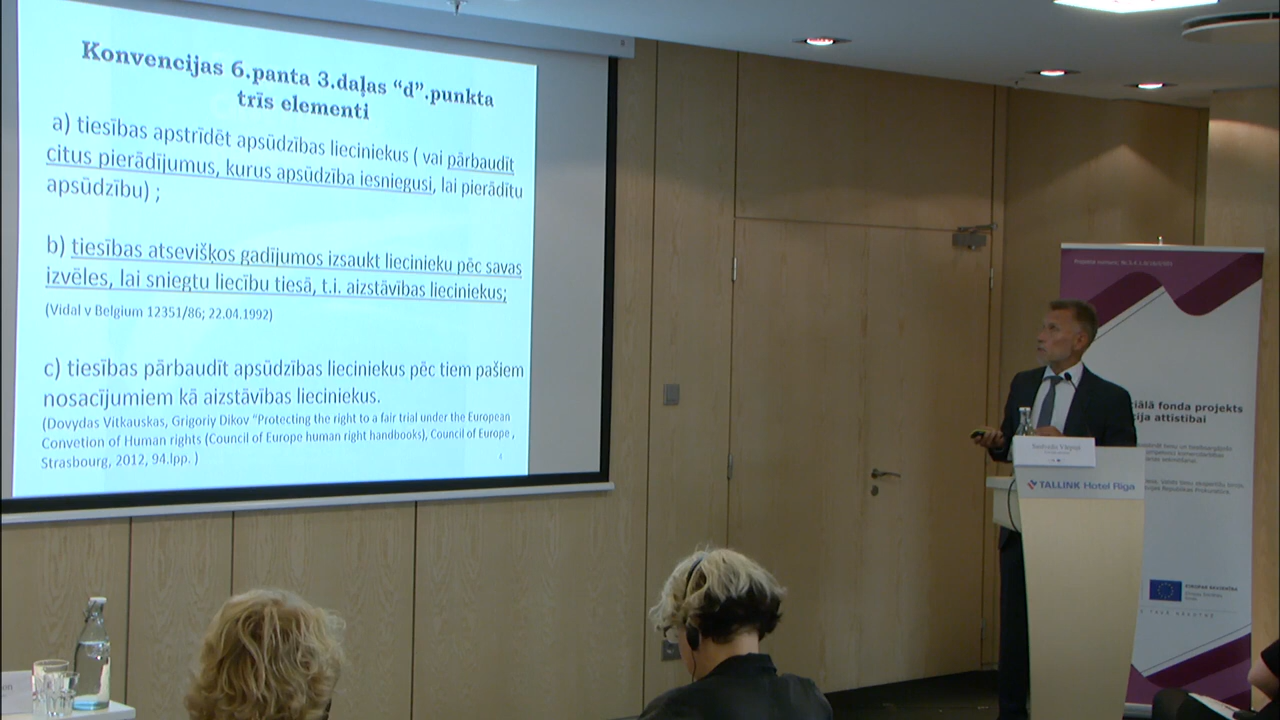 Konvencijas 6.panta 3.daļas “d”.punkta
trīs elementi
a) tiesības apstrīdēt apsūdzības lieciniekus ( vai pārbaudīt
citus pierādījumus, kurus apsūdzība iesniegusi, lai pierādītu
apsūdzību) ;
b) tiesības atsevišķos gadījumos izsaukt liecinieku pēc savas
izvēles, lai sniegtu liecību tiesā, t.i. aizstāvības lieciniekus;
(Vidal v Belgium 12351/86; 22.04.1992)
c) tiesības pārbaudīt apsūdzības lieciniekus pēc tiem pašiem
nosacījumiem kā aizstāvības lieciniekus.
(Dovydas Vitkauskas, Grigoriy Dikov “Protecting the right to a fair trial under the European
Convetion of Human rights (Council of Europe human right handbooks), Council of Europe ,
Strasbourg, 2012, 94.lpp. )
TALLINK Hotel Riga
fonda projekts
attīstībai